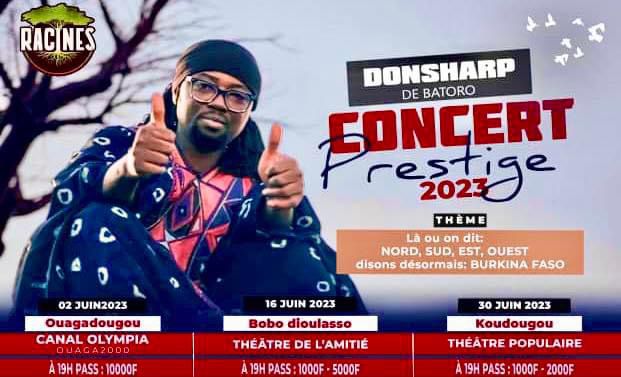 RACINES
DONSHARP
DE BATORO
CONCERT
Prestige
2023
THÈME
Là ou on dit:
NORD, SUD, EST, OUEST
disons désormais: BURKINA FASO
02 JUIN2023
Ouagadougou
CANAL OLYMPIA
OUAGA2000
À 19H PASS : 10000F
16 JUIN 2023
Bobo dioulasso
THÉÂTRE DE L'AMITIÉ
À 19H PASS : 1000F - 5000F
30 JUIN 2023
Koudougou
THÉÂTRE POPULAIRE
À 19H PASS : 1000F - 2000F